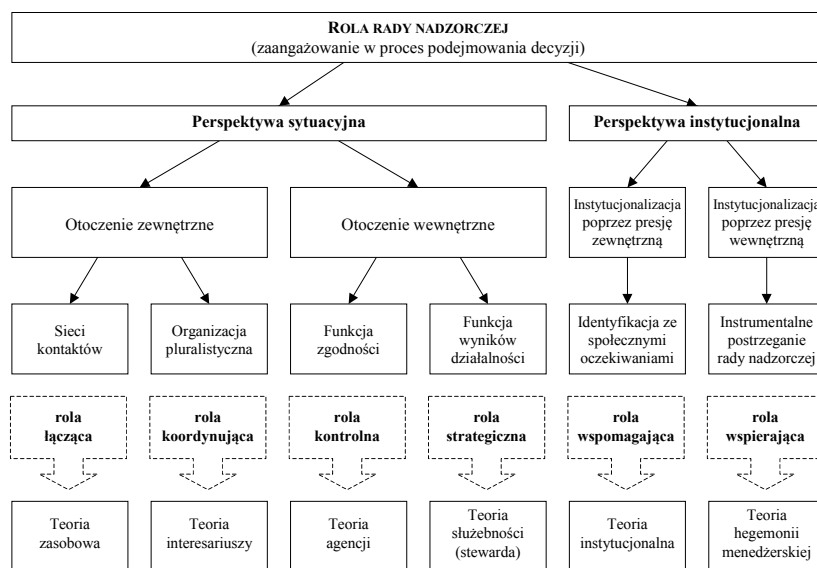 ROLA RADY NADZORCZEJ
(zaangażowanie w proces podejmowania decyzji)
Perspektywa sytuacyjna
Perspektywa instytucjonalna
Otoczenie zewnętrzne
Otoczenie wewnętrzne
Instytucjonalizacja
poprzez presję
zewnętrzną
Instytucjonalizacja
poprzez presję
wewnętrzną
Sieci
kontaktów
Organizacja
pluralistyczna
Funkcja
zgodności
Funkcja
wyników
działalności
Identyfikacja ze
społecznymi
oczekiwaniami
Instrumentalne
postrzeganie
rady nadzorczej
rola
łącząca
rola
koordynująca
rola
kontrolna
rola
strategiczna
rola
wspomagająca
rola
wspierająca
Teoria
zasobowa
Teoria
interesariuszy
Teoria
agencji
Teoria
służebności
(stewarda)
Teoria
instytucjonalna
Teoria
hegemonii
menedżerskiej